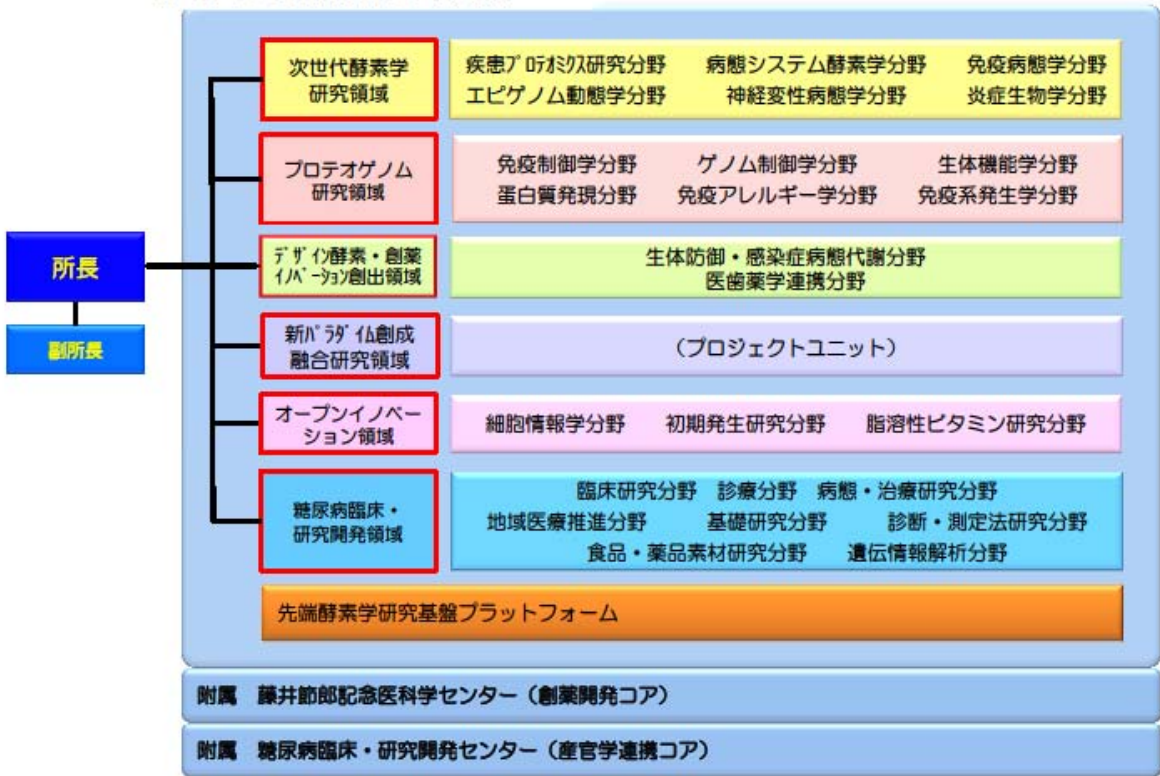 所長
副所長
次世代酵素学
研究領域
疾患プロテオミクス研究分野 病態システム酵素学分野 免疫病態学分野
エピゲノム動態学分野 神経変性病態学分野 炎症生物学分野
プロテオゲノム
研究領域
免疫制御学分野 ゲノム制御学分野 生体機能学分野
蛋白質発現分野 免疫アレルギー学分野 免疫系発生学分野
デザイン酵素・創薬
イノベーション創出領域
生体防御・感染症病態代謝分野
医歯薬学連携分野
新パラダイム創成
融合研究領域
(プロジェクトユニット)
オープンイノベー
ション領域
細胞情報学分野 初期発生研究分野 脂溶性ビタミン研究分野
糖尿病臨床・
研究開発領域
臨床研究分野 診療分野 病態・治療研究分野
地域医療推進分野 基礎研究分野 診断・測定法研究分野
食品・薬品素材研究分野 遺伝情報解析分野
先端酵素学研究基盤プラットフォーム
附属 藤井節郎記念医科学センター(創薬開発コア)
附属 糖尿病臨床・研究開発センター(産官学連携コア)